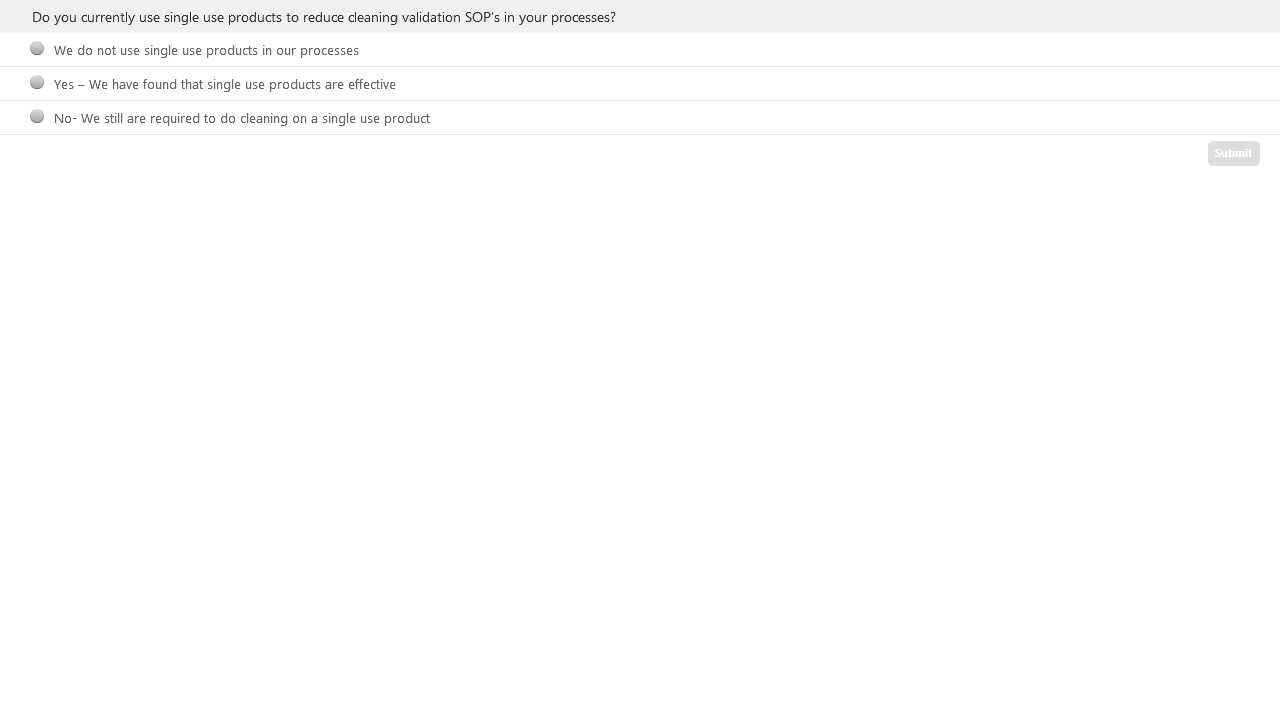 Do you currently use single use products to reduce cleaning validation SOP's in your processes?
We do not use single use products in our processes
Yes – We have found that single use products are effective
No- We still are required to do cleaning on a single use product
Submit